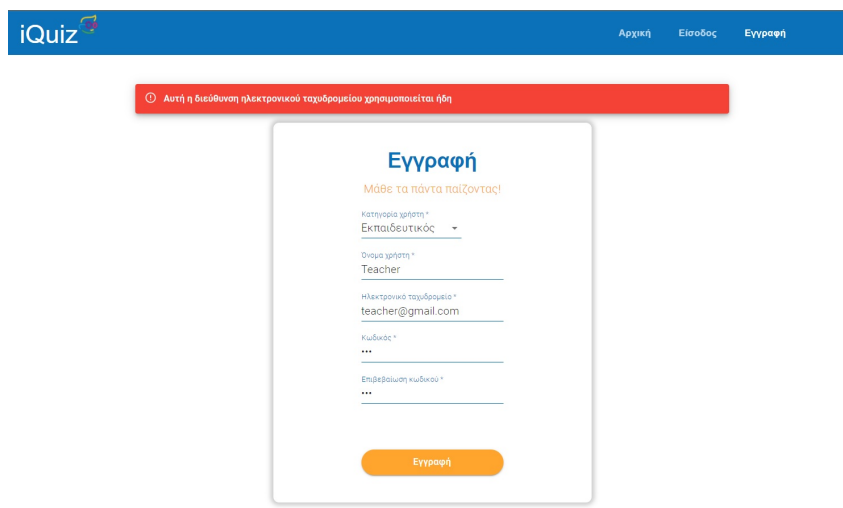 iQuiz
Αρχική Είσοδος Εγγραφή
Αυτή η διεύθυνση ηλεκτρονικού ταχυδρομείου χρησιμοποιείται ήδη
Εγγραφή
Μάθε τα πάντα παίζοντας!
Κατηγορία χρήστη *
Εκπαιδευτικός
Όνομα χρήστη *
Teacher
Ηλεκτρονικό ταχυδρομείο *
teacher@gmail.com
Κωδικός *
•••
Επιβεβαίωση κωδικού *
•••
Εγγραφή